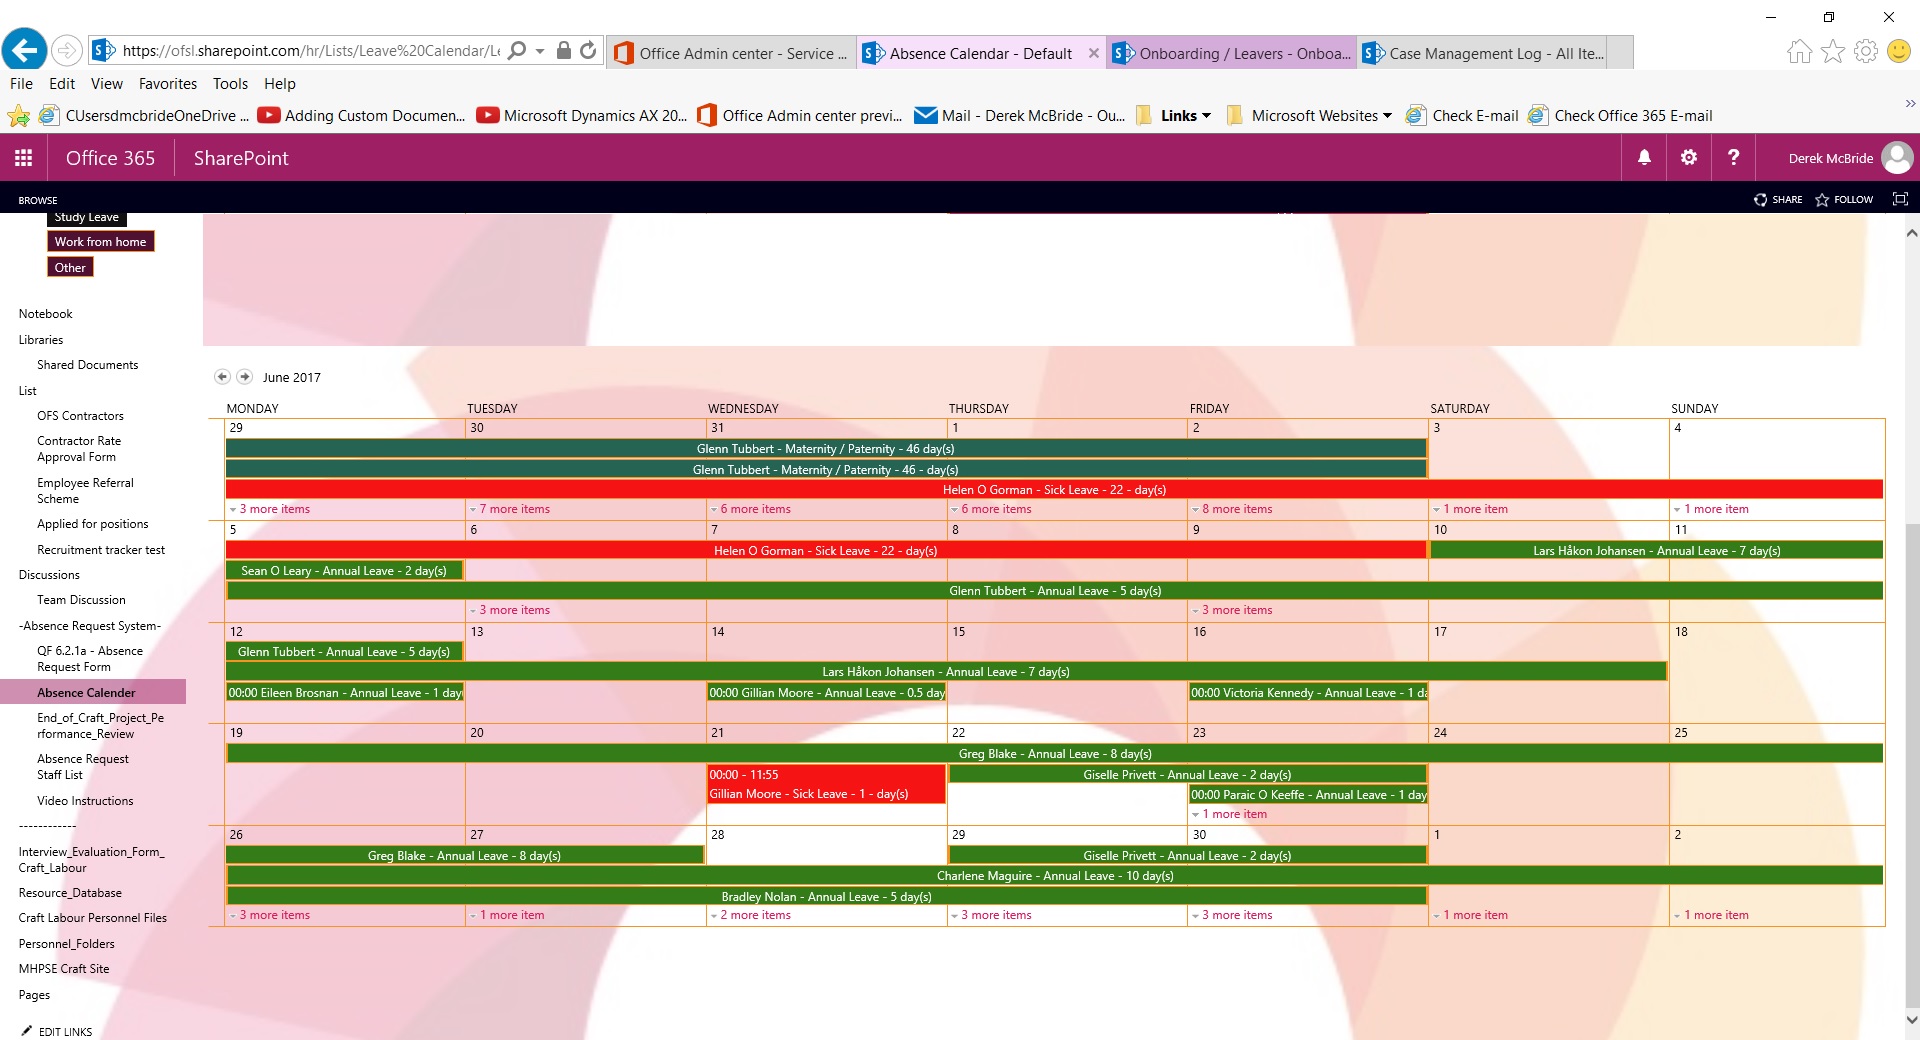 https://ofsl.sharepoint.com/hr/Lists/Leave%20Calendar/Le
Office Admin center - Service ...
Absence Calendar - Default
Onboarding / Leavers - Onboa...
Case Management Log - All Ite...
File Edit View Favorites Tools Help
CUsersdmcbrideOneDrive ...
Adding Custom Documen...
Microsoft Dynamics AX 20...
Office Admin center previ...
Mail - Derek McBride - Ou...
Links
Microsoft Websites
Check E-mail
Check Office 365 E-mail
Office 365
SharePoint
?
Derek McBride
BROWSE
SHARE
FOLLOW
Study Leave
Work from home
Other
Notebook
Libraries
Shared Documents
List
OFS Contractors
Contractor Rate
Approval Form
Employee Referral
Scheme
Applied for positions
Recruitment tracker test
Discussions
Team Discussion
-Absence Request System-
QF 6.2.1a - Absence
Request Form
Absence Calender
End_of_Craft_Project_Pe
rformance_Review
Absence Request
Staff List
Video Instructions
------------
Interview_Evaluation_Form_
Craft_Labour
Resource_Database
Craft Labour Personnel Files
Personnel_Folders
MHPSE Craft Site
Pages
EDIT LINKS
June 2017
MONDAY TUESDAY WEDNESDAY THURSDAY FRIDAY SATURDAY SUNDAY
29 30 31 1 2 3 4
Glenn Tubbert - Maternity / Paternity - 46 day(s)
Glenn Tubbert - Maternity / Paternity - 46 - day(s)
Helen O Gorman - Sick Leave - 22 - day(s)
3 more items 7 more items 6 more items 6 more items 8 more items 1 more item 1 more item
5 6 7 8 9 10 11
Helen O Gorman - Sick Leave - 22 - day(s) Lars Håkon Johansen - Annual Leave - 7 day(s)
Sean O Leary - Annual Leave - 2 day(s)
Glenn Tubbert - Annual Leave - 5 day(s)
3 more items 3 more items
12 13 14 15 16 17 18
Glenn Tubbert - Annual Leave - 5 day(s)
Lars Håkon Johansen - Annual Leave - 7 day(s)
00:00 Eileen Brosnan - Annual Leave - 1 day 00:00 Gillian Moore - Annual Leave - 0.5 day 00:00 Victoria Kennedy - Annual Leave - 1 da
19 20 21 22 23 24 25
Greg Blake - Annual Leave - 8 day(s)
00:00 - 11:55 Giselle Privett - Annual Leave - 2 day(s)
Gillian Moore - Sick Leave - 1 - day(s) 00:00 Paraic O Keeffe - Annual Leave - 1 day
1 more item
26 27 28 29 30 1 2
Greg Blake - Annual Leave - 8 day(s) Giselle Privett - Annual Leave - 2 day(s)
Charlene Maguire - Annual Leave - 10 day(s)
Bradley Nolan - Annual Leave - 5 day(s)
3 more items 1 more item 2 more items 3 more items 3 more items 1 more item 1 more item